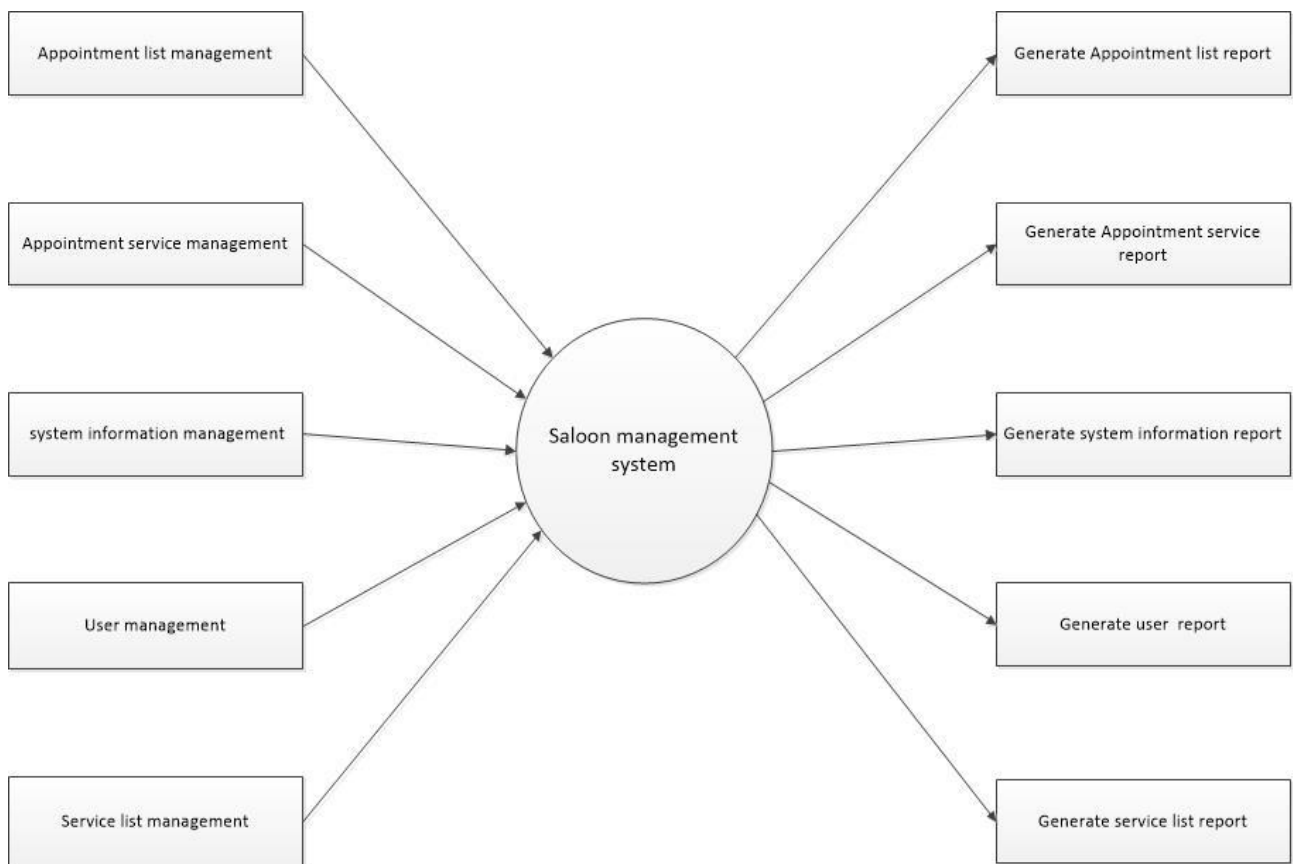 Appointment list management
Generate Appointment list report
Appointment service management
Generate Appointment service
report
system information management
Saloon management
system
Generate system information report
User management
Generate user  report
Service list management
Generate service list report